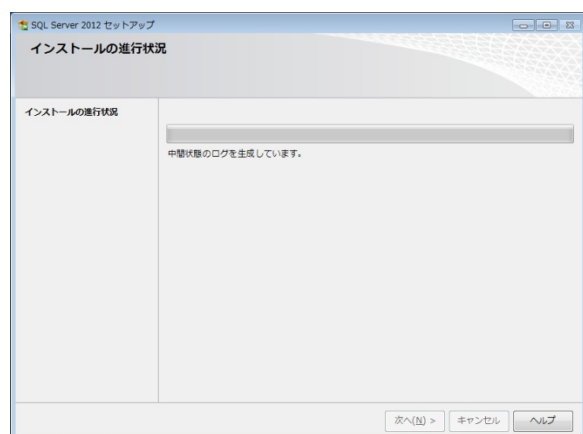 SQL Server 2012 セットアップ
インストールの進行状況
インストールの進行状況
中間状態のログを生成しています。
次へ(N) >
キャンセル
ヘルプ